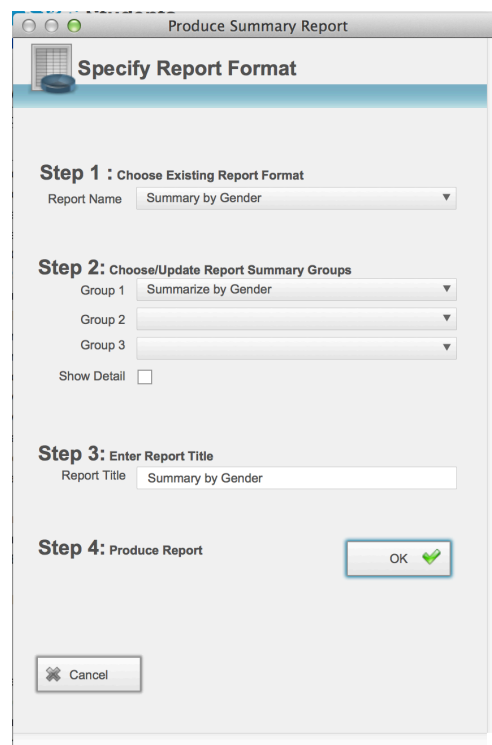 Students
Produce Summary Report
Specify Report Format
Step 1 : Choose Existing Report Format
Report Name Summary by Gender
Step 2: Choose/Update Report Summary Groups
Group 1 Summarize by Gender
Group 2
Group 3
Show Detail
Step 3: Enter Report Title
Report Title Summary by Gender
Step 4: Produce Report
OK
Cancel